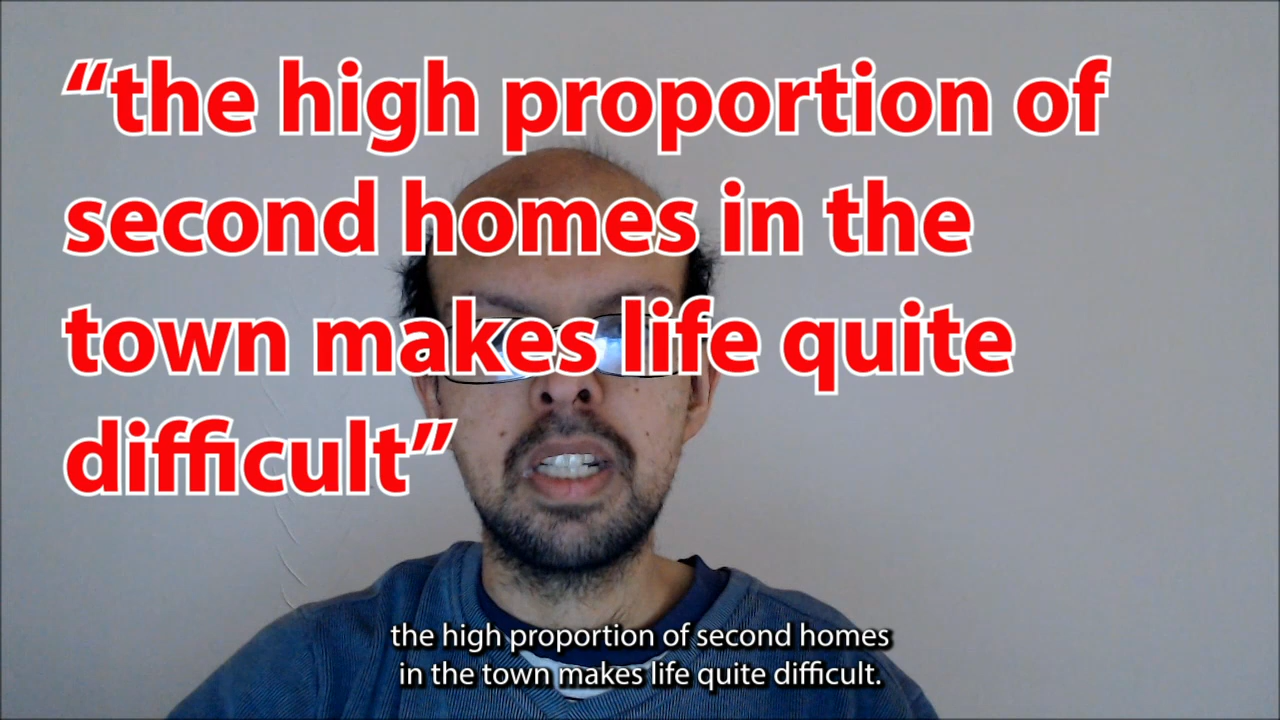 “the high proportion of
second homes in the
town makes life quite
difficult”
the high proportion of second homes
in the town makes life quite difficult.